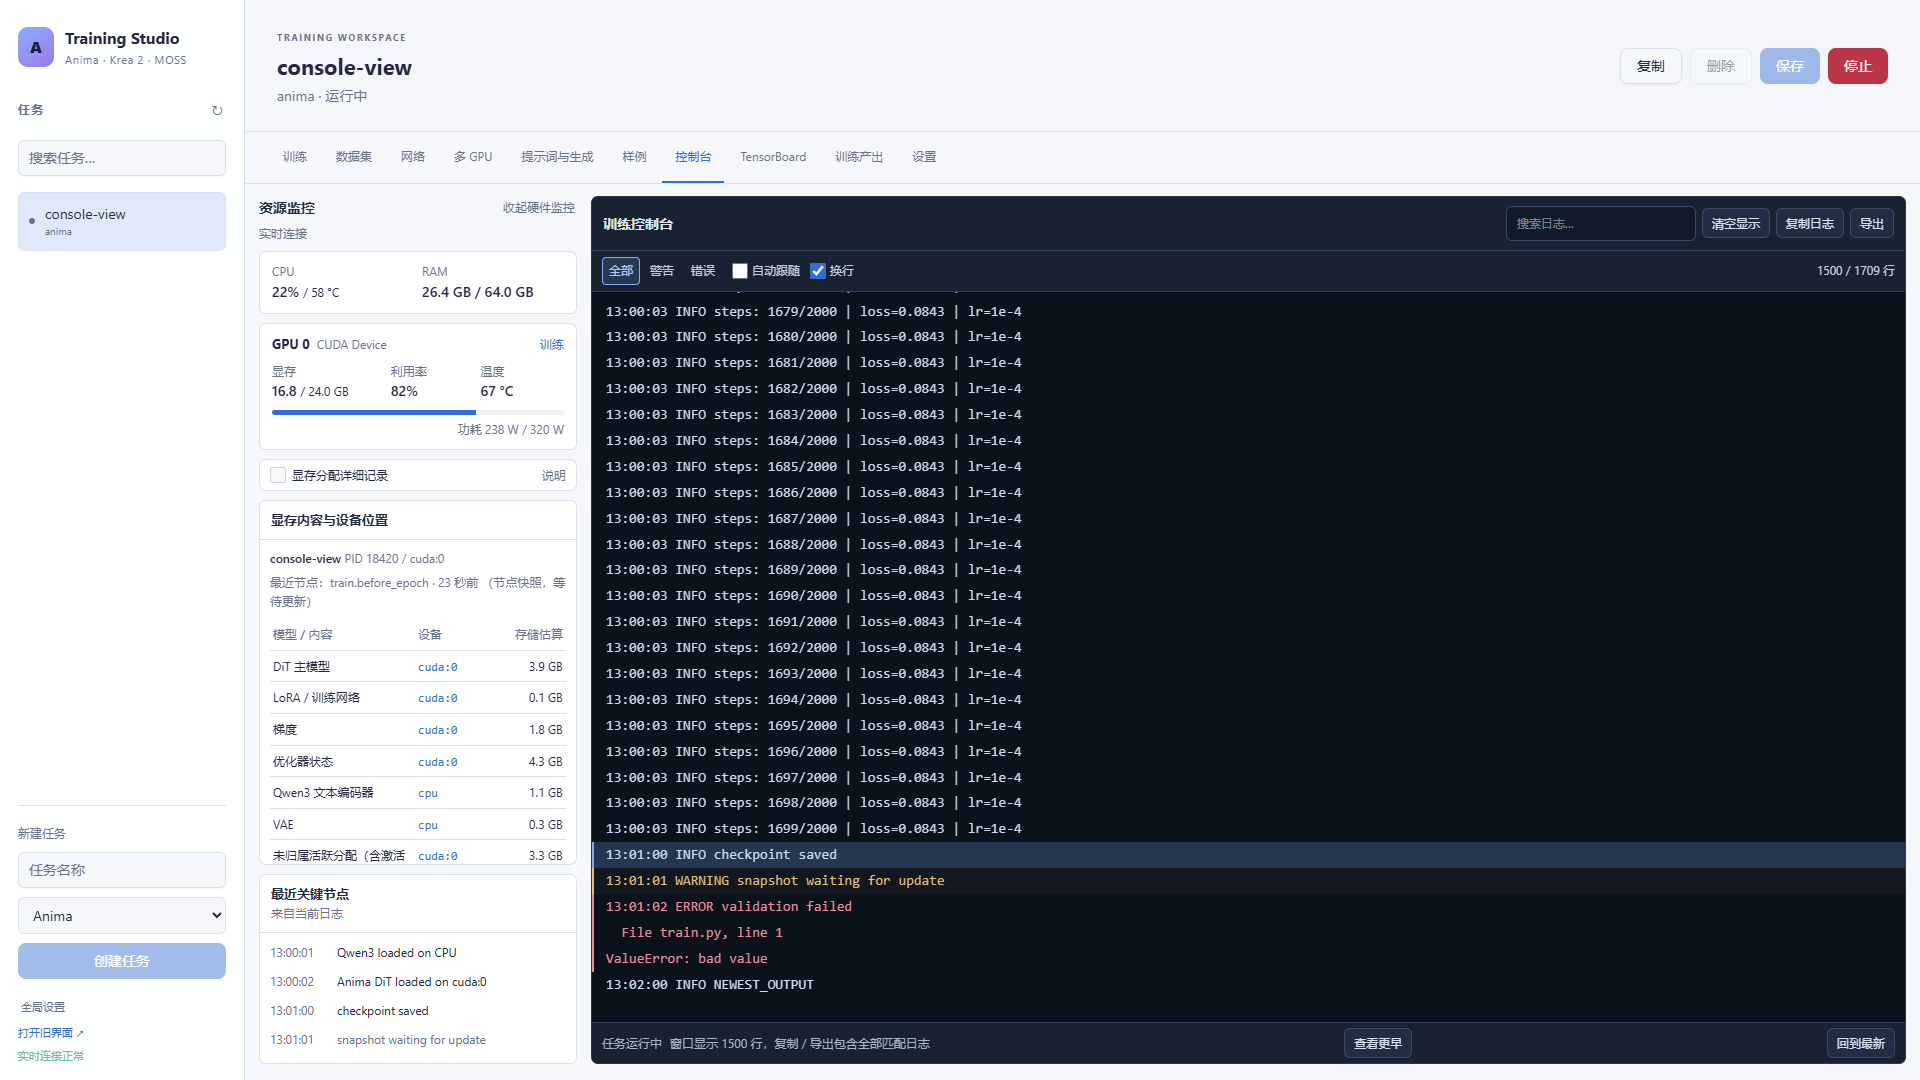 A
Training Studio
Anima · Krea 2 · MOSS
任务
搜索任务...
console-view
anima
新建任务
任务名称
Anima
创建任务
全局设置
打开旧界面 ↗
实时连接正常
TRAINING WORKSPACE
console-view
anima · 运行中
复制 删除 保存 停止
训练 数据集 网络 多 GPU 提示词与生成 样例 控制台 TensorBoard 训练产出 设置
资源监控 收起硬件监控
实时连接
CPU RAM
22% / 58 °C 26.4 GB / 64.0 GB
GPU 0 CUDA Device 训练
显存 利用率 温度
16.8 / 24.0 GB 82% 67 °C
功耗 238 W / 320 W
显存分配详细记录 说明
显存内容与设备位置
console-view PID 18420 / cuda:0
最近节点：train.before_epoch · 23 秒前 （节点快照，等
待更新）
模型 / 内容 设备 存储估算
DiT 主模型 cuda:0 3.9 GB
LoRA / 训练网络 cuda:0 0.1 GB
梯度 cuda:0 1.8 GB
优化器状态 cuda:0 4.3 GB
Qwen3 文本编码器 cpu 1.1 GB
VAE cpu 0.3 GB
未归属活跃分配（含激活 cuda:0 3.3 GB
最近关键节点
来自当前日志
13:00:01 Qwen3 loaded on CPU
13:00:02 Anima DiT loaded on cuda:0
13:01:00 checkpoint saved
13:01:01 snapshot waiting for update
训练控制台 搜索日志... 清空显示 复制日志 导出
全部 警告 错误 自动跟随 换行 1500 / 1709 行
13:00:03 INFO steps: 1679/2000 | loss=0.0843 | lr=1e-4
13:00:03 INFO steps: 1680/2000 | loss=0.0843 | lr=1e-4
13:00:03 INFO steps: 1681/2000 | loss=0.0843 | lr=1e-4
13:00:03 INFO steps: 1682/2000 | loss=0.0843 | lr=1e-4
13:00:03 INFO steps: 1683/2000 | loss=0.0843 | lr=1e-4
13:00:03 INFO steps: 1684/2000 | loss=0.0843 | lr=1e-4
13:00:03 INFO steps: 1685/2000 | loss=0.0843 | lr=1e-4
13:00:03 INFO steps: 1686/2000 | loss=0.0843 | lr=1e-4
13:00:03 INFO steps: 1687/2000 | loss=0.0843 | lr=1e-4
13:00:03 INFO steps: 1688/2000 | loss=0.0843 | lr=1e-4
13:00:03 INFO steps: 1689/2000 | loss=0.0843 | lr=1e-4
13:00:03 INFO steps: 1690/2000 | loss=0.0843 | lr=1e-4
13:00:03 INFO steps: 1691/2000 | loss=0.0843 | lr=1e-4
13:00:03 INFO steps: 1692/2000 | loss=0.0843 | lr=1e-4
13:00:03 INFO steps: 1693/2000 | loss=0.0843 | lr=1e-4
13:00:03 INFO steps: 1694/2000 | loss=0.0843 | lr=1e-4
13:00:03 INFO steps: 1695/2000 | loss=0.0843 | lr=1e-4
13:00:03 INFO steps: 1696/2000 | loss=0.0843 | lr=1e-4
13:00:03 INFO steps: 1697/2000 | loss=0.0843 | lr=1e-4
13:00:03 INFO steps: 1698/2000 | loss=0.0843 | lr=1e-4
13:00:03 INFO steps: 1699/2000 | loss=0.0843 | lr=1e-4
13:01:00 INFO checkpoint saved
13:01:01 WARNING snapshot waiting for update
13:01:02 ERROR validation failed
File train.py, line 1
ValueError: bad value
13:02:00 INFO NEWEST_OUTPUT
任务运行中 窗口显示 1500 行，复制 / 导出包含全部匹配日志 查看更早 回到最新